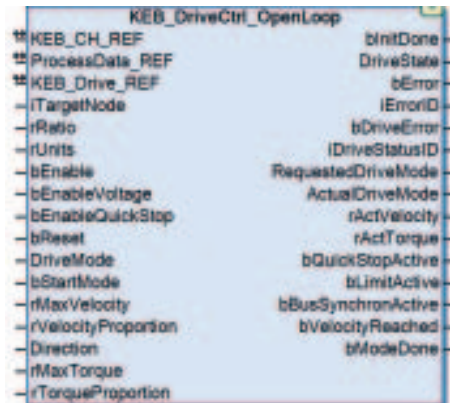 KEB_DriveCtrl_OpenLoop
KEB_CH_REF bInitDone
ProcessData_REF DriveState
KEB_Drive_REF bError
iTargetNode iErrorID
rRatio bDriveError
rUnits iDriveStatusID
bEnable RequestedDriveMode
bEnableVoltage ActualDriveMode
bEnableQuickStop rActVelocity
bReset rActTorque
DriveMode bQuickStopActive
bStartMode bLimitActive
rMaxVelocity bBusSynchronActive
rVelocityProportion bVelocityReached
Direction bModeDone
rMaxTorque
rTorqueProportion